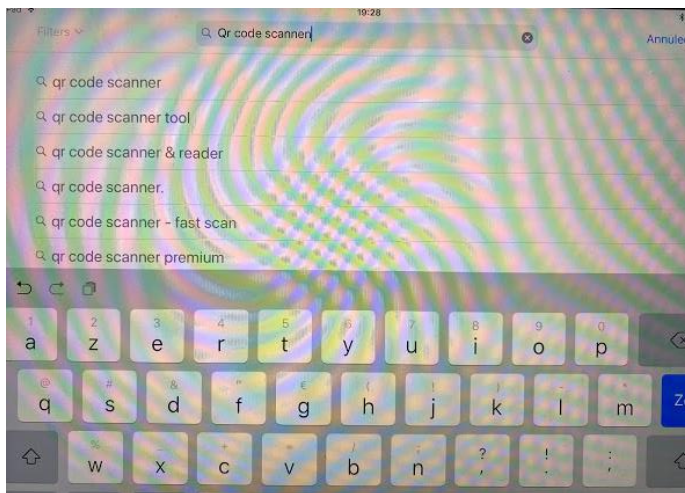 19:28
Filters
Qr code scanner
qr code scanner
qr code scanner tool
qr code scanner & reader
qr code scanner.
qr code scanner - fast scan
qr code scanner premium
1 2 3 4 5 6 7 8 9 0
a z e r t y u i o p
@ # & " € ( ! ) - *
q s d f g h j k l m
% + = / ; ? ! :
w x c v b n , . ,